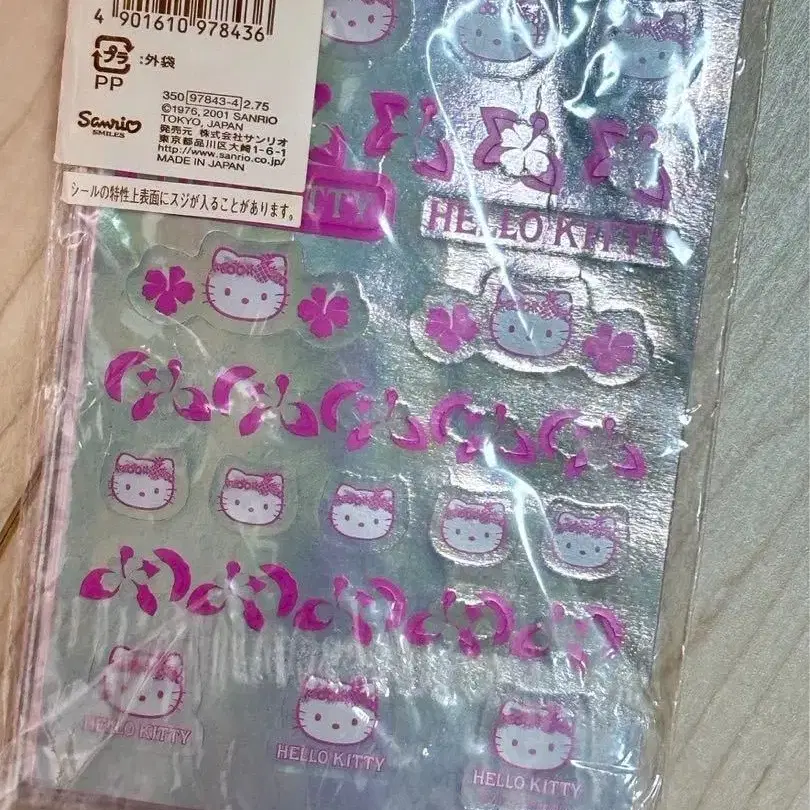 4 901610 978436
プラ
:外袋
PP
350 97843-4 2.75
©1976, 2001 SANRIO
TOKYO, JAPAN
Sanrio
SMILES
発売元 株式会社サンリオ
東京都品川区大崎1-6-1
http://www.sanrio.co.jp/
MADE IN JAPAN
シールの特性上表面にスジが入ることがあります。
KITTY
HELLO KITTY
HELLO KITTY
HELLO KITTY
HELLO KITTY